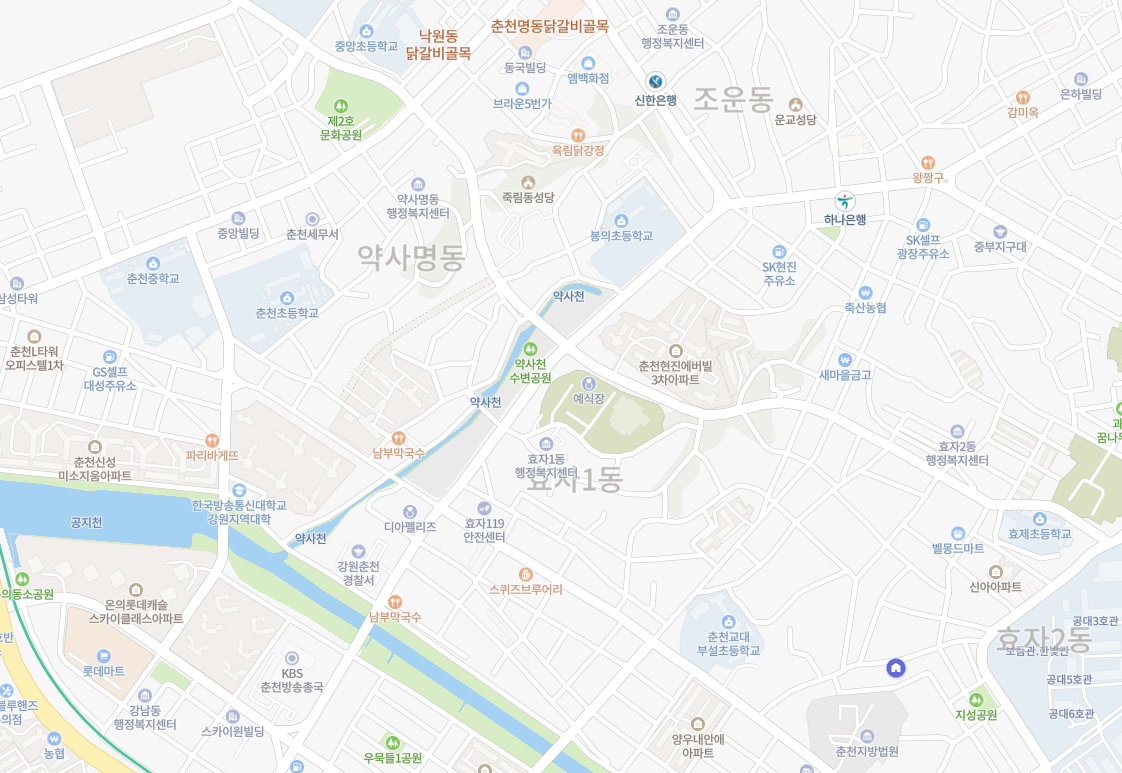 춘천명동닭갈비골목
낙원동
닭갈비골목
조운동
행정복지센터
중앙초등학교
동국빌딩
엠백화점
브라운5번가
신한은행
조운동
운교성당
은하빌딩
감미옥
제2호
문화공원
육림닭강정
왕짱구
약사명동
행정복지센터
죽림동성당
중앙빌딩
춘천세무서
봉의초등학교
하나은행
SK셀프
광장주유소
중부지구대
약사명동
춘천중학교
SK현진
주유소
삼성타워
춘천초등학교
약사천
축산농협
춘천L타워
오피스텔1차
GS셀프
대성주유소
약사천
수변공원
춘천현진에버빌
3차아파트
새마을금고
약사천
예식장
춘천신성
미소지움아파트
파리바게뜨
남부막국수
효자1동
행정복지센터
효자1동
효자2동
행정복지센터
꿈나무
한국방송통신대학교
강원지역대학
공지천
약사천
디아펠리즈
효자119
안전센터
벨몽드마트
효제초등학교
강원춘천
경찰서
스퀴즈브루어리
신아아파트
의동소공원
온의롯데캐슬
스카이클래스아파트
남부막국수
춘천교대
부설초등학교
공대3호관
효자2동
롯데마트
KBS
춘천방송총국
공대5호관
블루핸즈
의점
강남동
행정복지센터
스카이원빌딩
지성공원
공대6호관
농협
우묵들1공원
양우내안애
아파트
춘천지방법원